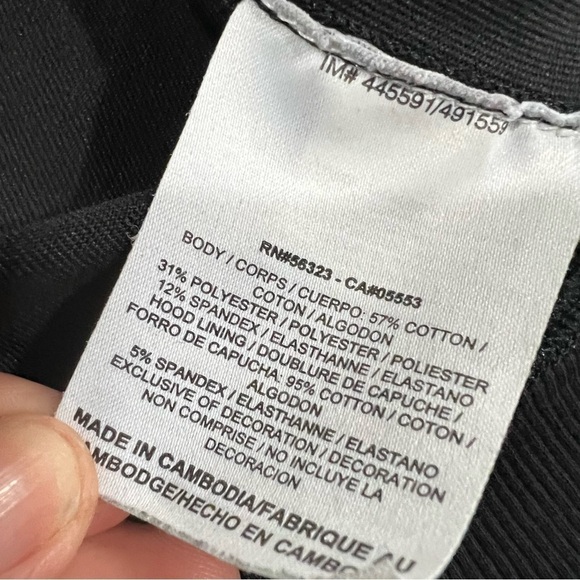 IM# 445591/491559
RN#56323 - CA#05553
BODY / CORPS / CUERPO: 57% COTTON /
COTON / ALGODON
31% POLYESTER / POLYESTER / POLIESTER
12% SPANDEX / ELASTHANNE / ELASTANO
HOOD LINING / DOUBLURE DE CAPUCHE /
FORRO DE CAPUCHA: 95% COTTON / COTON /
ALGODON
5% SPANDEX / ELASTHANNE / ELASTANO
EXCLUSIVE OF DECORATION / DECORATION
NON COMPRISE / NO INCLUYE LA
DECORACION
MADE IN CAMBODIA/FABRIQUE AU
CAMBODGE/HECHO EN CAMBO